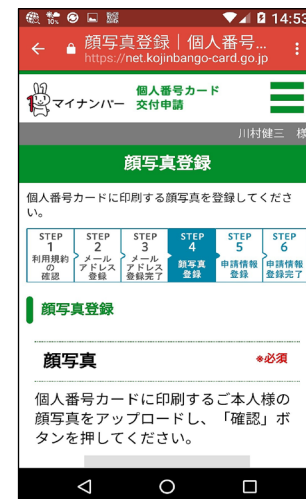 10%
14:53
顔写真登録｜個人番号...
https://net.kojinbango-card.go.jp
マイナンバー
個人番号カード
交付申請
川村健三 様
顔写真登録
個人番号カードに印刷する顔写真を登録してくださ
い。
STEP
1
利用規約
の
確認
STEP
2
メール
アドレス
登録
STEP
3
メール
アドレス
登録完了
STEP
4
顔写真
登録
STEP
5
申請情報
登録
STEP
6
申請情報
登録完了
顔写真登録
顔写真
※必須
個人番号カードに印刷するご本人様の
顔写真をアップロードし、「確認」ボ
タンを押してください。